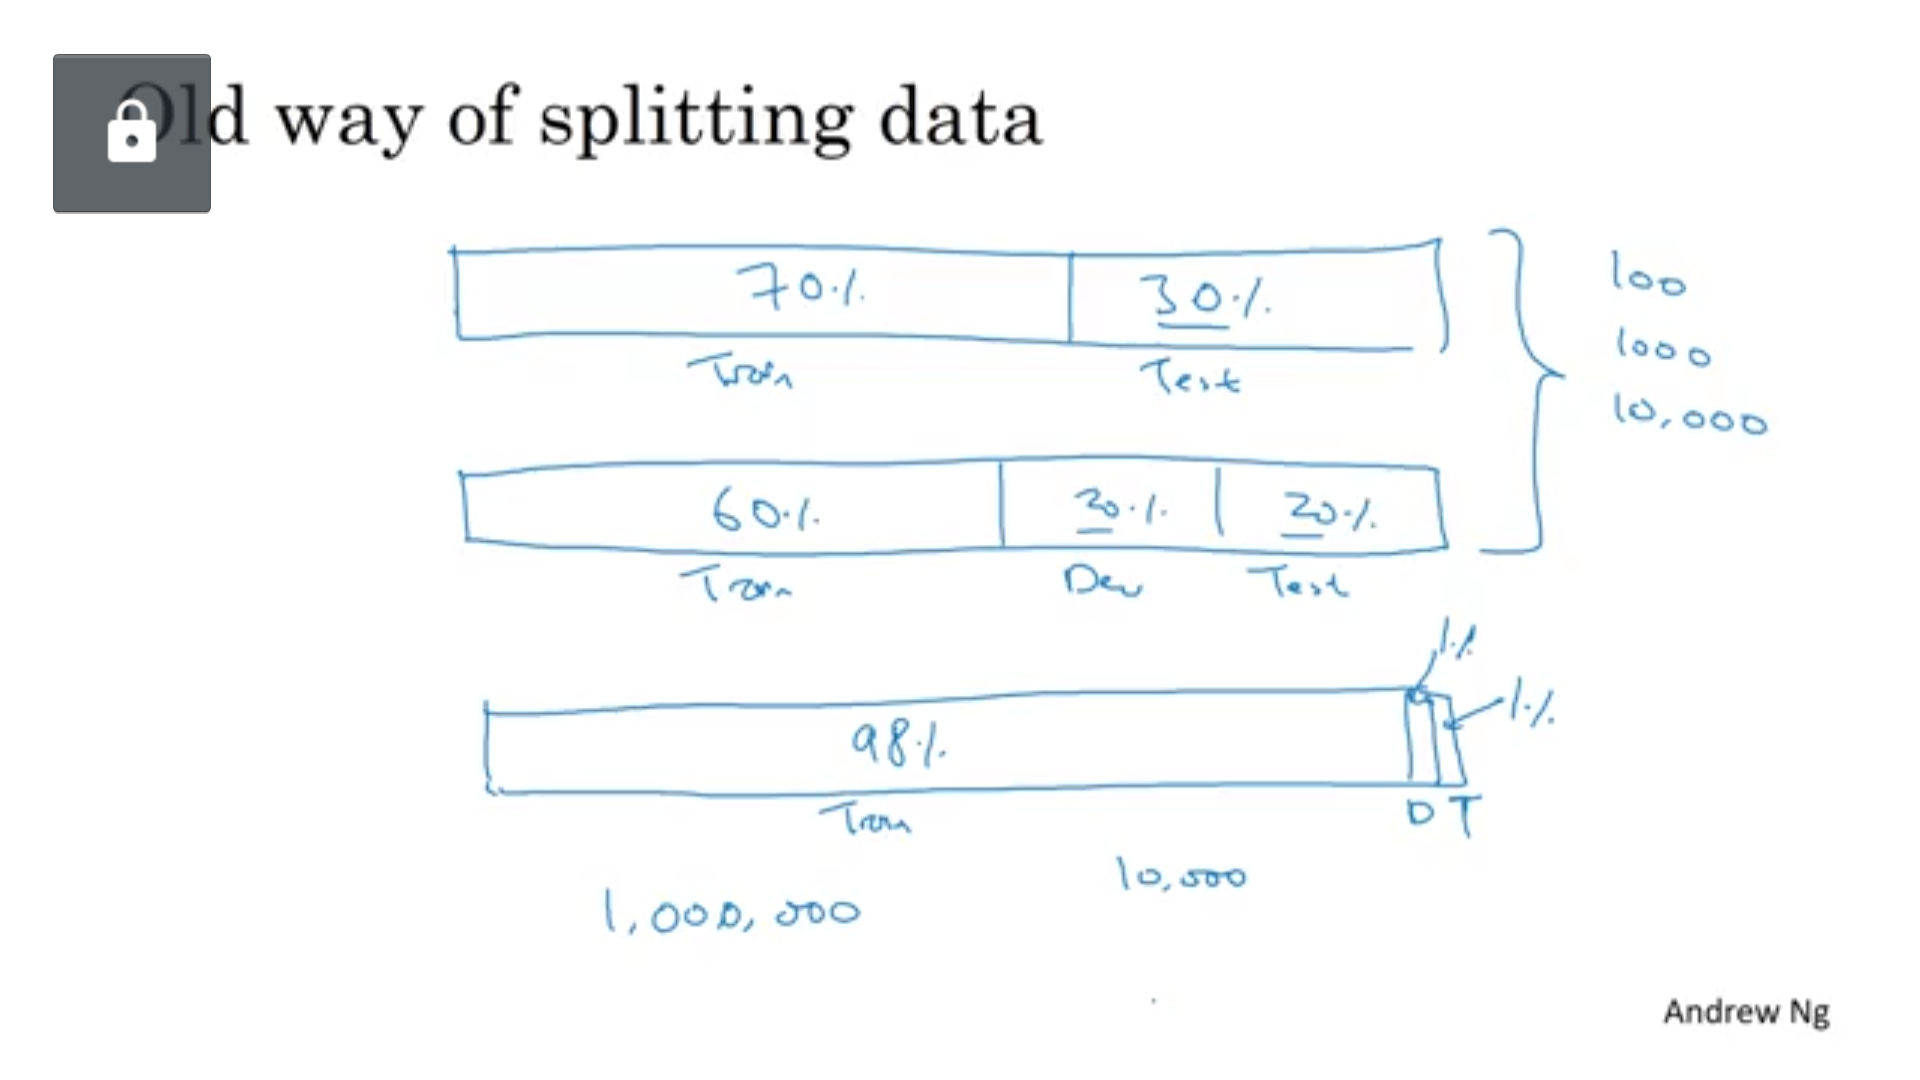 Old way of splitting data
70% 30%
Train Test
100
1000
10,000
60% 20% 20%
Train Dev Test
1%
1%
98%
Train D T
10,000
1,000,000
Andrew Ng